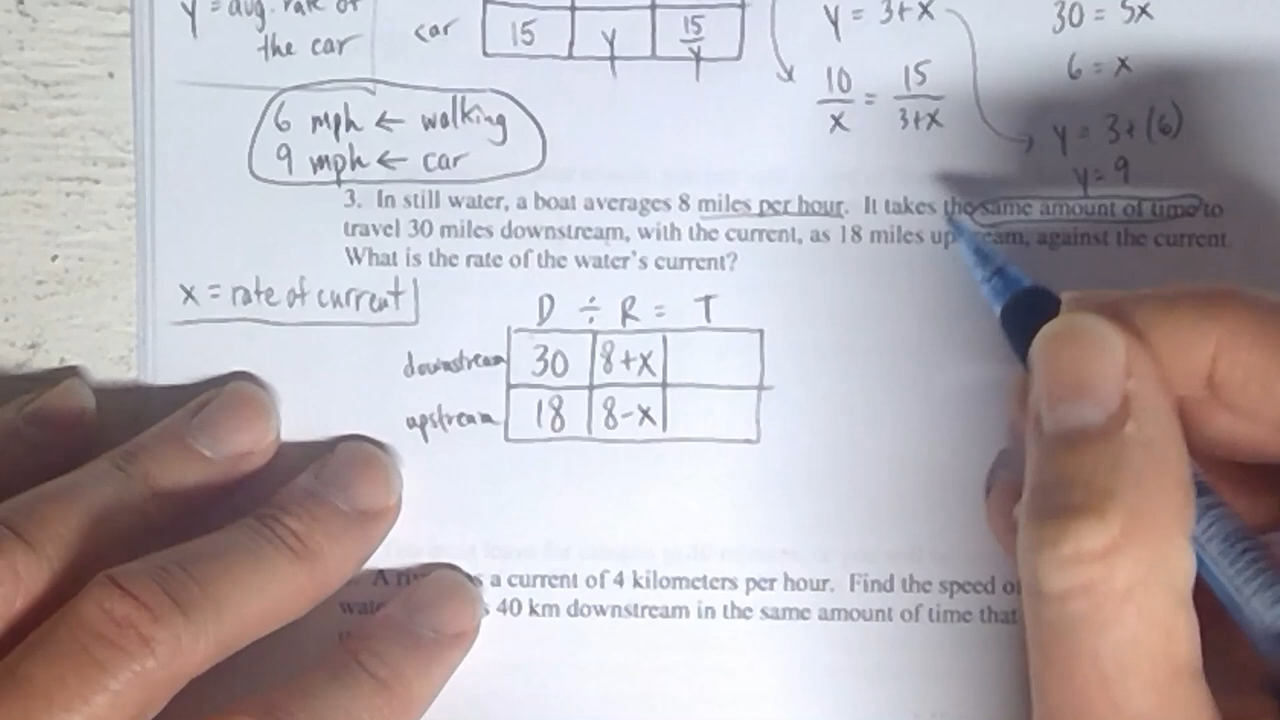 y = avg. rate of
the car
car 15 y 15/y
y = 3+x
10/x = 15/3+x
30 = 5x
6 = x
y = 3+(6)
y = 9
6 mph ← walking
9 mph ← car
3. In still water, a boat averages 8 miles per hour. It takes the same amount of time to
travel 30 miles downstream, with the current, as 18 miles upstream, against the current.
What is the rate of the water's current?
x = rate of current
D ÷ R = T
downstream 30 8+x
upstream 18 8-x
a current of 4 kilometers per hour. Find the speed
40 km downstream in the same amount of time that